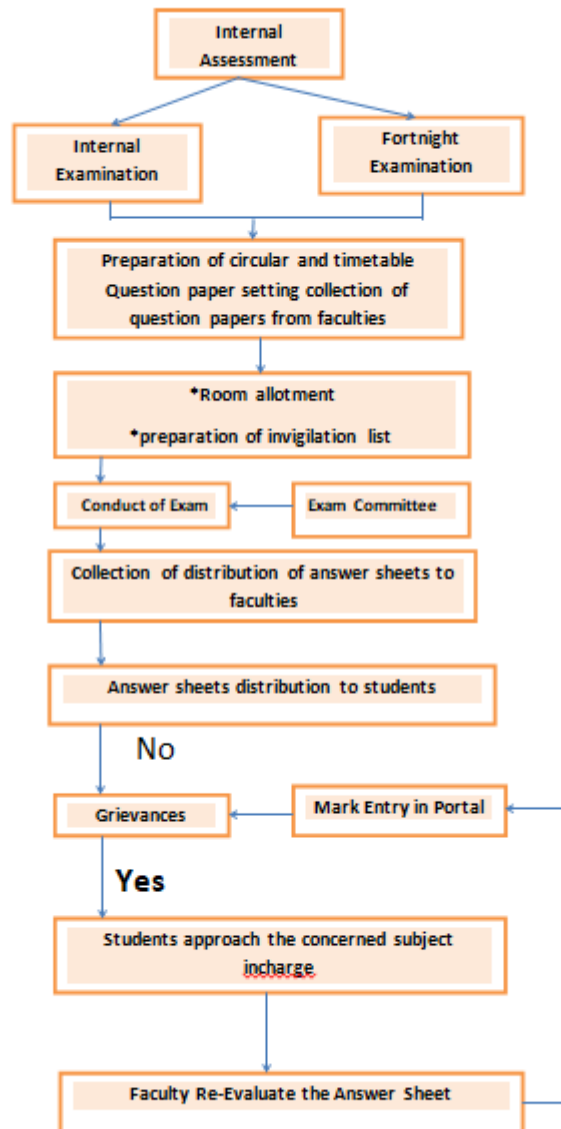 Internal
Assessment
Internal
Examination
Fortnight
Examination
Preparation of circular and timetable
Question paper setting collection of
question papers from faculties
*Room allotment
*preparation of invigilation list
Conduct of Exam
Exam Committee
Collection of distribution of answer sheets to
faculties
Answer sheets distribution to students
No
Grievances
Mark Entry in Portal
Yes
Students approach the concerned subject
incharge
Faculty Re-Evaluate the Answer Sheet